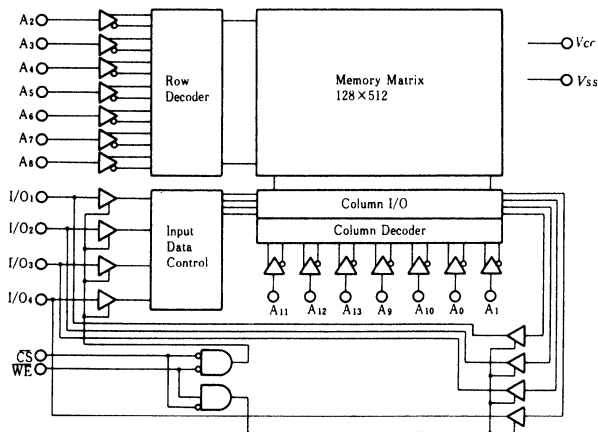 A2
A3
A4
A5
A6
A7
A8
Row
Decoder
Memory Matrix
128×512
Vcc
Vss
I/O1
I/O2
I/O3
I/O4
Input
Data
Control
Column I/O
Column Decoder
A11 A12 A13 A9 A10 A0 A1
CS
WE